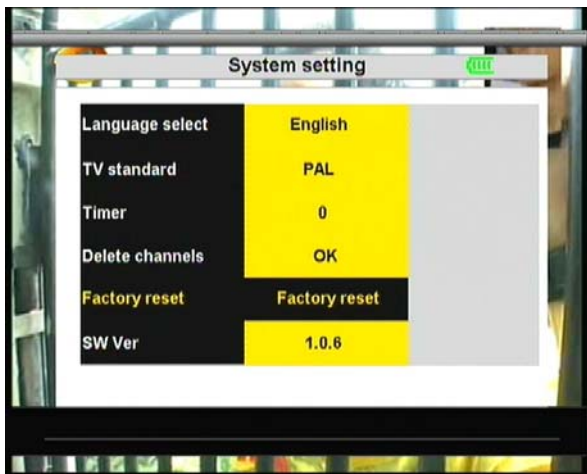 System setting
Language select English
TV standard PAL
Timer 0
Delete channels OK
Factory reset Factory reset
SW Ver 1.0.6